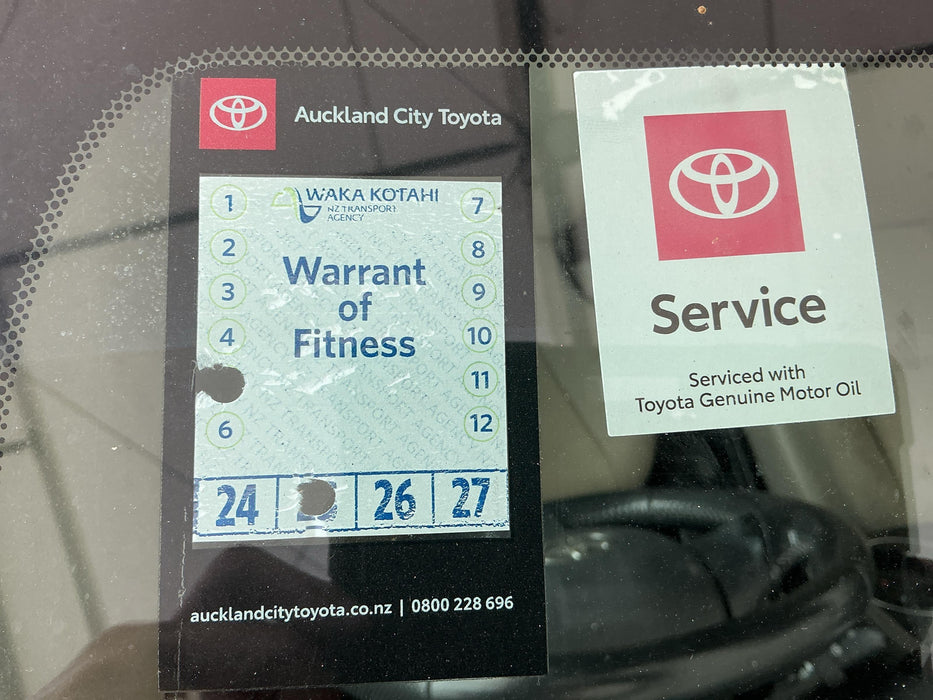 Auckland City Toyota
WAKA KOTAHI
NZ TRANSPORT
AGENCY
1
2
3
4
6
7
8
9
10
11
12
Warrant
of
Fitness
24 26 27
aucklandcitytoyota.co.nz | 0800 228 696
Service
Serviced with
Toyota Genuine Motor Oil